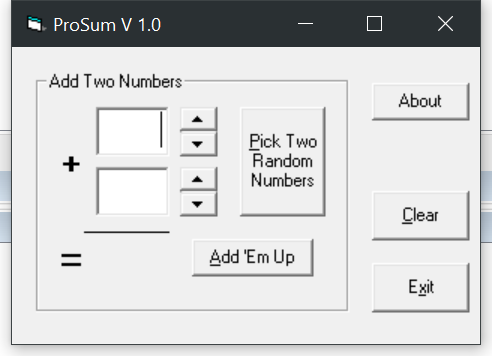 ProSum V 1.0
Add Two Numbers
About
+
Pick Two
Random
Numbers
Clear
=
Add 'Em Up
Exit